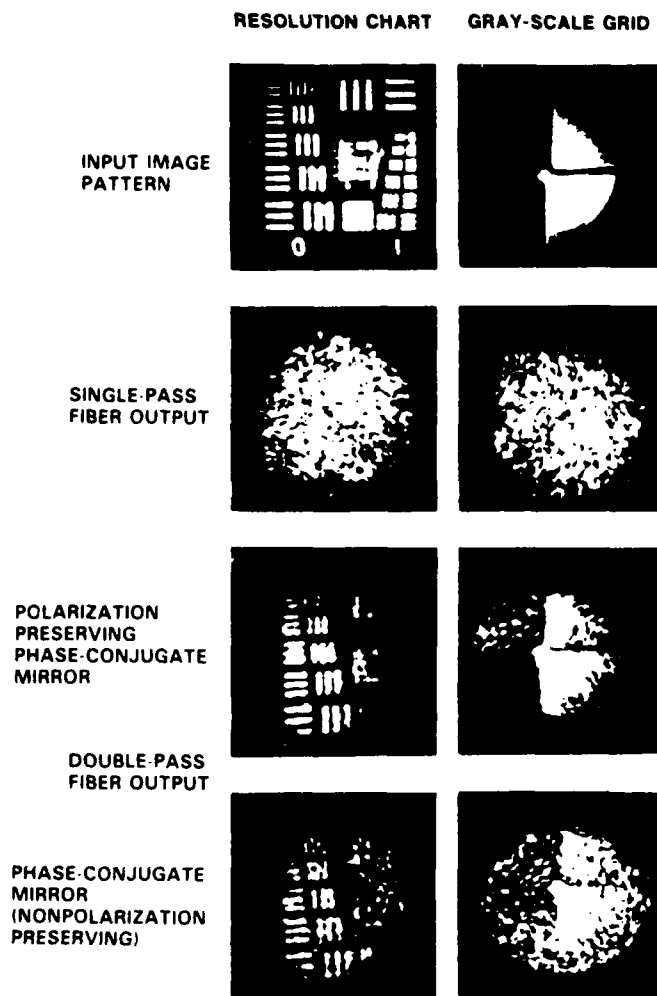 RESOLUTION CHART
GRAY-SCALE GRID
INPUT IMAGE
PATTERN
0 1
SINGLE-PASS
FIBER OUTPUT
POLARIZATION
PRESERVING
PHASE-CONJUGATE
MIRROR
DOUBLE-PASS
FIBER OUTPUT
PHASE-CONJUGATE
MIRROR
(NONPOLARIZATION
PRESERVING)